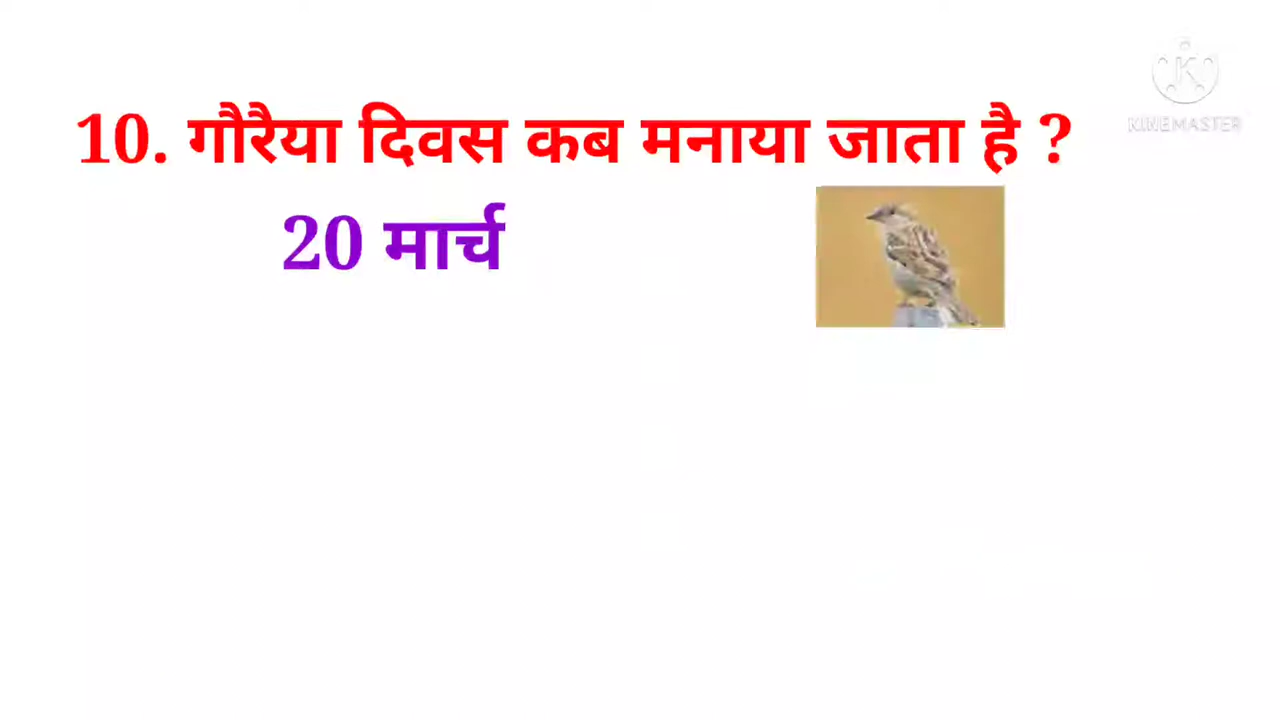 KINEMASTER
10. गौरैया दिवस कब मनाया जाता है ?
20 मार्च